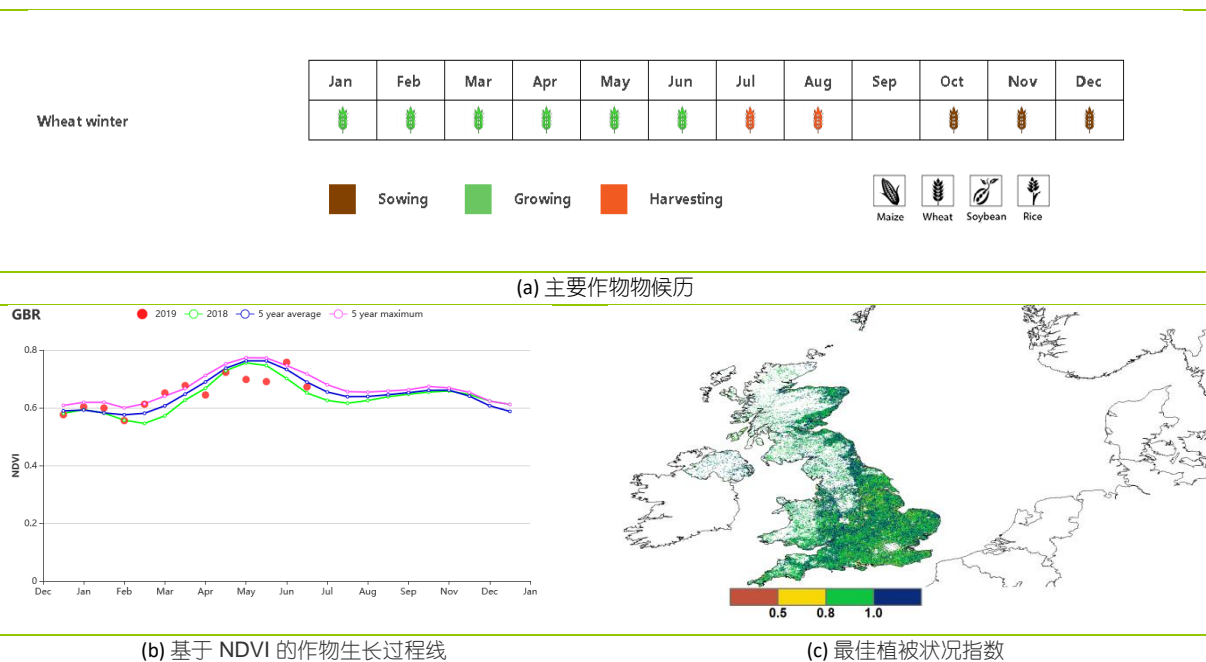 Jan Feb Mar Apr May Jun Jul Aug Sep Oct Nov Dec
Wheat winter
Sowing Growing Harvesting
Maize Wheat Soybean Rice
(a) 主要作物物候历
GBR 2019 2018 5 year average 5 year maximum
0.8
0.6
0.4
0.2
0
NDVI
Dec Jan Feb Mar Apr May Jun Jul Aug Sep Oct Nov Dec Jan
0.5 0.8 1.0
(b) 基于 NDVI 的作物生长过程线
(c) 最佳植被状况指数